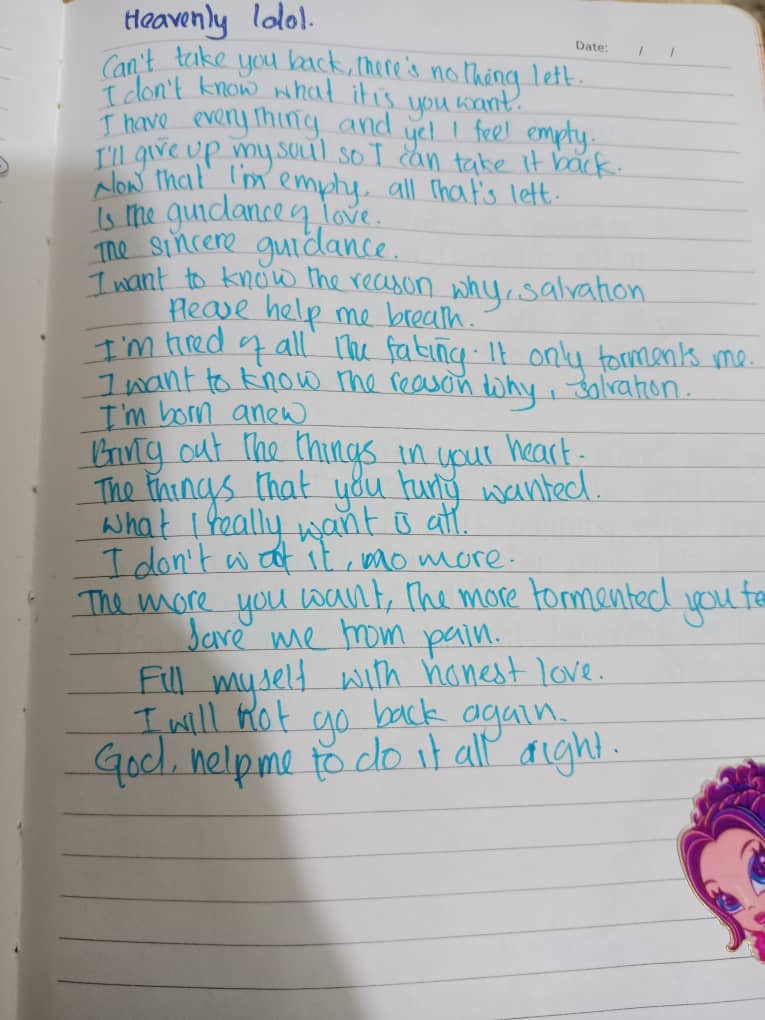 Heavenly Idol.
Date: / /
Can't take you back, there's nothing left.
I don't know what it is you want.
I have everything and yet I feel empty.
I'll give up my soul so I can take it back.
Now that I'm empty, all that's left.
Is the guidance of love.
The sincere guidance.
I want to know the reason why, salvation
Please help me breath.
I'm tired of all the faking. It only torments me.
I want to know the reason why, salvation.
I'm born anew
Bring out the things in your heart.
The things that you turly wanted.
What I really want is all.
I don't wat it, mo more.
The more you want, the more tormented you fe
Save me from pain.
Fill myself with honest love.
I will not go back again.
God, help me to do it all right.